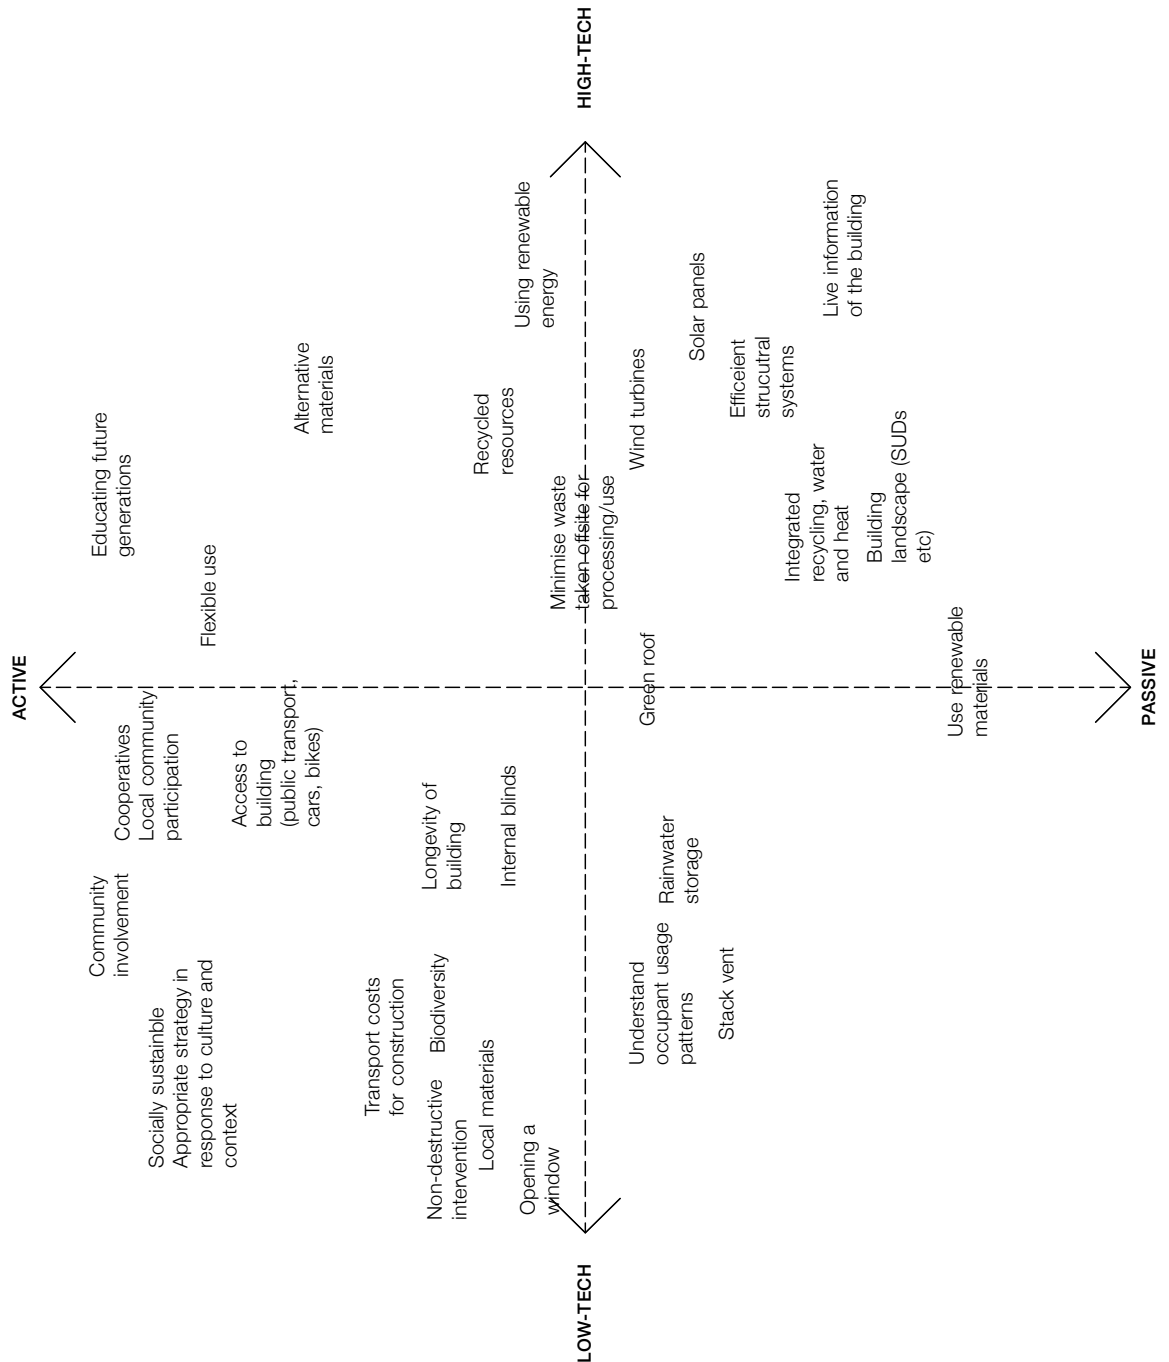 ACTIVE
Educating future
generations
Community
involvement
Cooperatives
Local community
participation
Socially sustainble
Appropriate strategy in
response to culture and
context
Flexible use
Access to
building
(public transport,
cars, bikes)
Alternative
materials
Transport costs
for construction
Longevity of
building
Biodiversity
Non-destructive
intervention
Recycled
resources
Local materials
Internal blinds
Using renewable
energy
Opening a
window
Minimise waste
taken offsite for
processing/use
LOW-TECH
HIGH-TECH
Understand
occupant usage
patterns
Wind turbines
Green roof
Rainwater
storage
Solar panels
Stack vent
Efficeient
strucutral
systems
Integrated
recycling, water
and heat
Live information
of the building
Building
landscape (SUDs
etc)
Use renewable
materials
PASSIVE